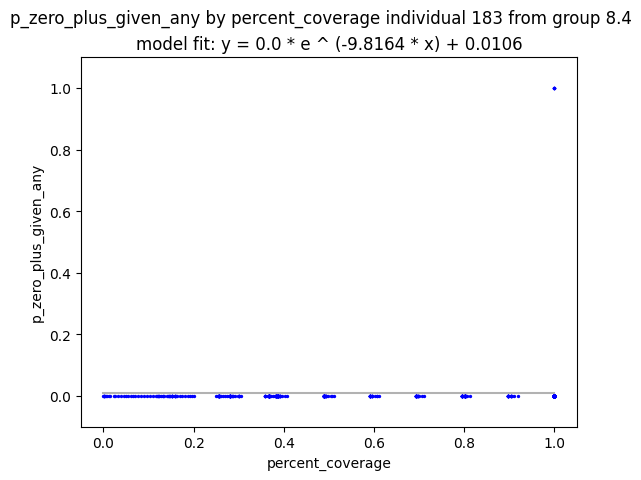 p_zero_plus_given_any by percent_coverage individual 183 from group 8.4
model fit: y = 0.0 * e ^ (-9.8164 * x) + 0.0106
p_zero_plus_given_any
1.0
0.8
0.6
0.4
0.2
0.0
0.0 0.2 0.4 0.6 0.8 1.0
percent_coverage